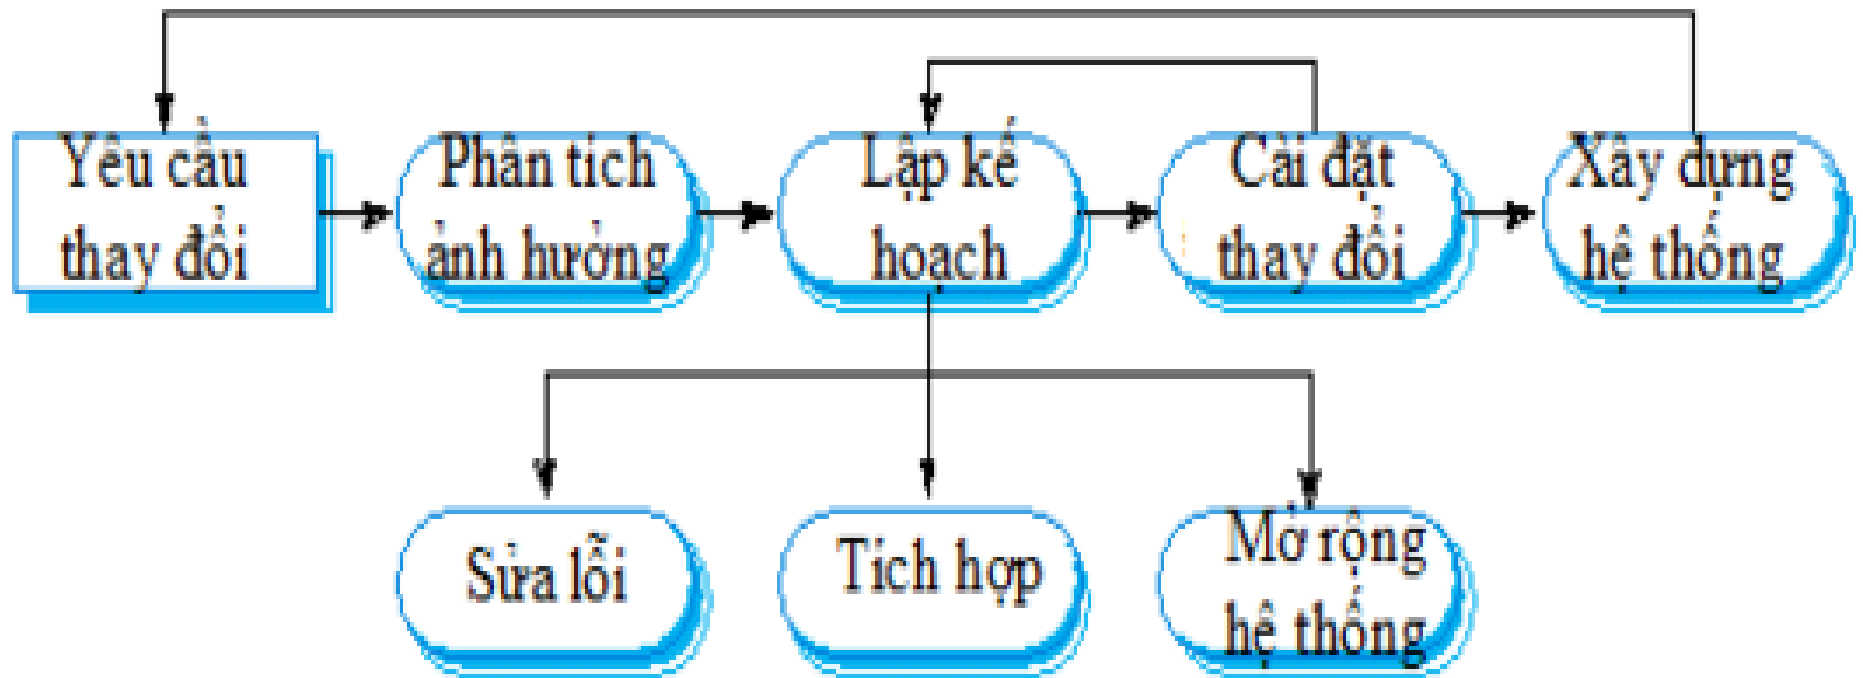 Yêu cầu
thay đổi
Phân tích
ảnh hưởng
Lập kế
hoạch
Cài đặt
thay đổi
Xây dựng
hệ thống
Sửa lỗi
Tích hợp
Mở rộng
hệ thống